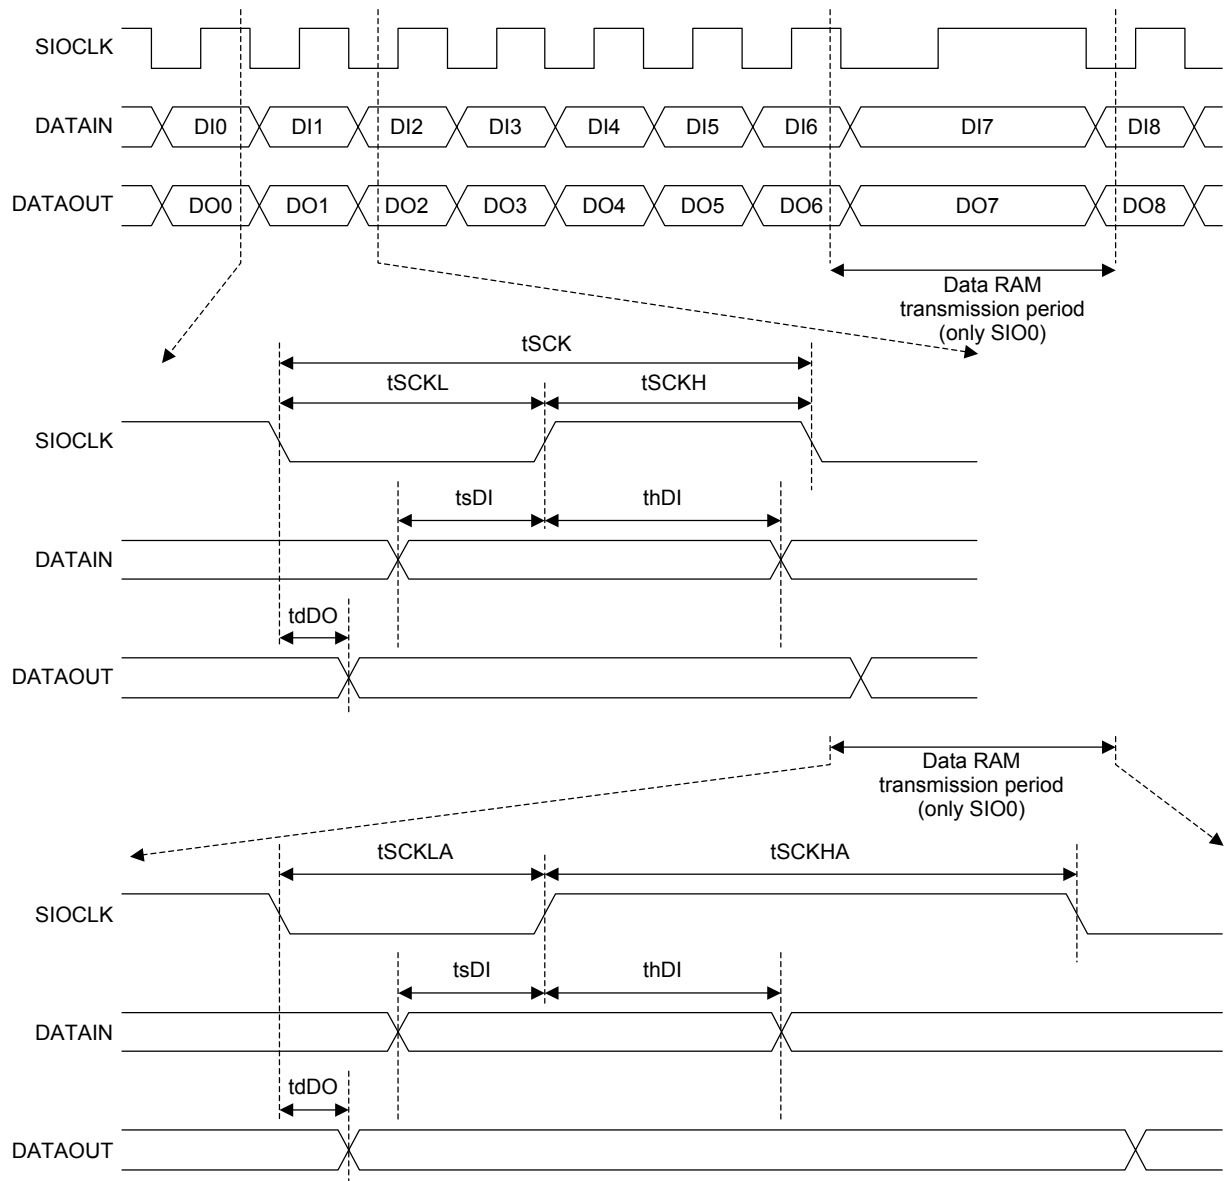 SIOCLK
DATAIN DI0 DI1 DI2 DI3 DI4 DI5 DI6 DI7 DI8
DATAOUT DO0 DO1 DO2 DO3 DO4 DO5 DO6 DO7 DO8
Data RAM
transmission period
(only SIO0)
tSCK
tSCKL tSCKH
SIOCLK
tsDI thDI
DATAIN
tdDO
DATAOUT
Data RAM
transmission period
(only SIO0)
tSCKLA tSCKHA
SIOCLK
tsDI thDI
DATAIN
tdDO
DATAOUT